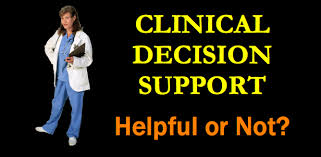 CLINICAL
DECISION
SUPPORT
Helpful or Not?